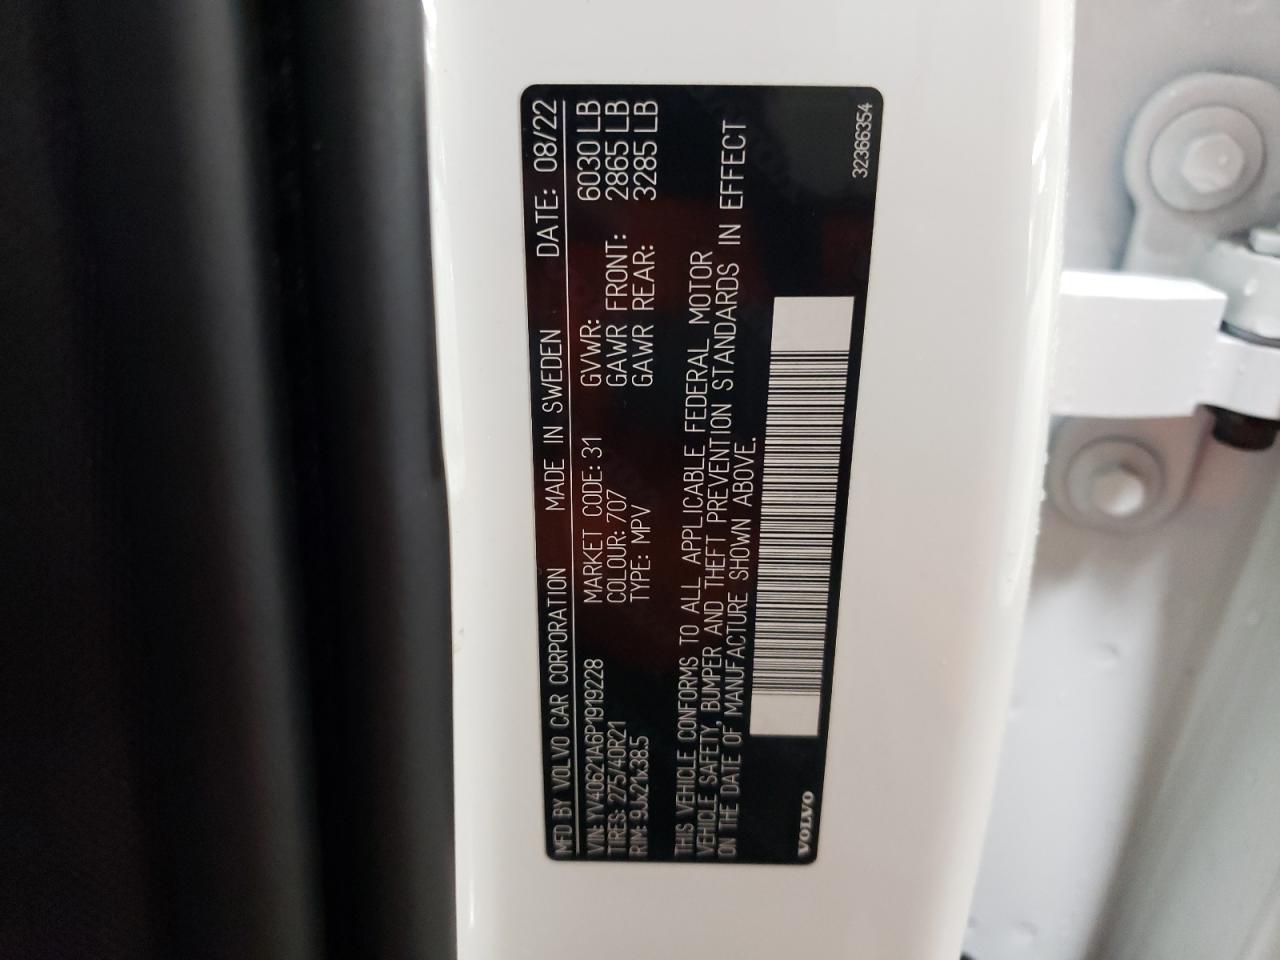 MFD BY VOLVO CAR CORPORATION MADE IN SWEDEN DATE: 08/22
VIN: YV40621A6P1919228 MARKET CODE: 31 GVWR: 6030 LB
TIRES: 275/40R21 COLOUR: 707 GAWR FRONT: 2865 LB
RIM: 9Jx21x38.5 TYPE: MPV GAWR REAR: 3285 LB
THIS VEHICLE CONFORMS TO ALL APPLICABLE FEDERAL MOTOR
VEHICLE SAFETY, BUMPER AND THEFT PREVENTION STANDARDS IN EFFECT
ON THE DATE OF MANUFACTURE SHOWN ABOVE.
VOLVO 32366354